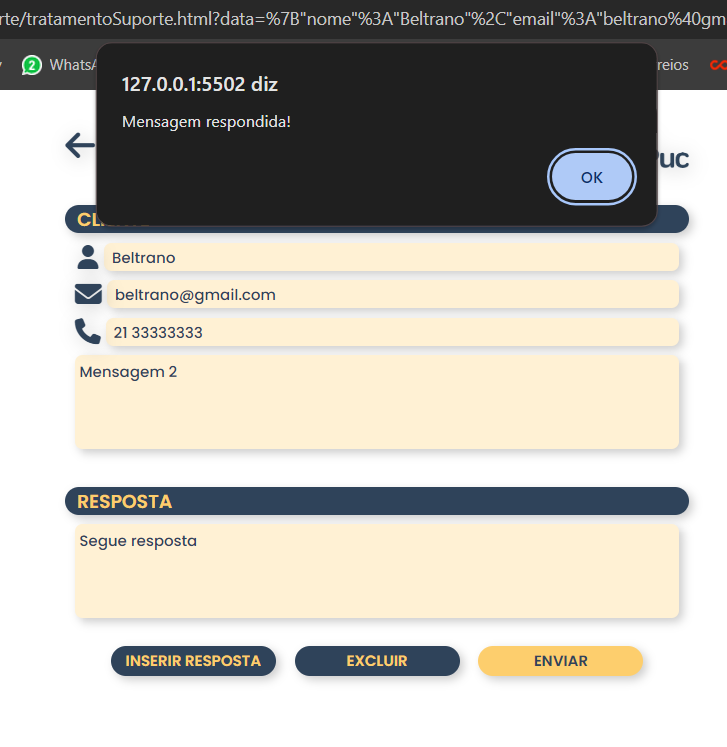 rte/tratamentoSuporte.html?data=%7B"nome"%3A"Beltrano"%2C"email"%3A"beltrano%40gm
2 WhatsA
reios
127.0.0.1:5502 diz
Mensagem respondida!
OK
uc
Beltrano
beltrano@gmail.com
21 33333333
Mensagem 2
RESPOSTA
Segue resposta
INSERIR RESPOSTA
EXCLUIR
ENVIAR